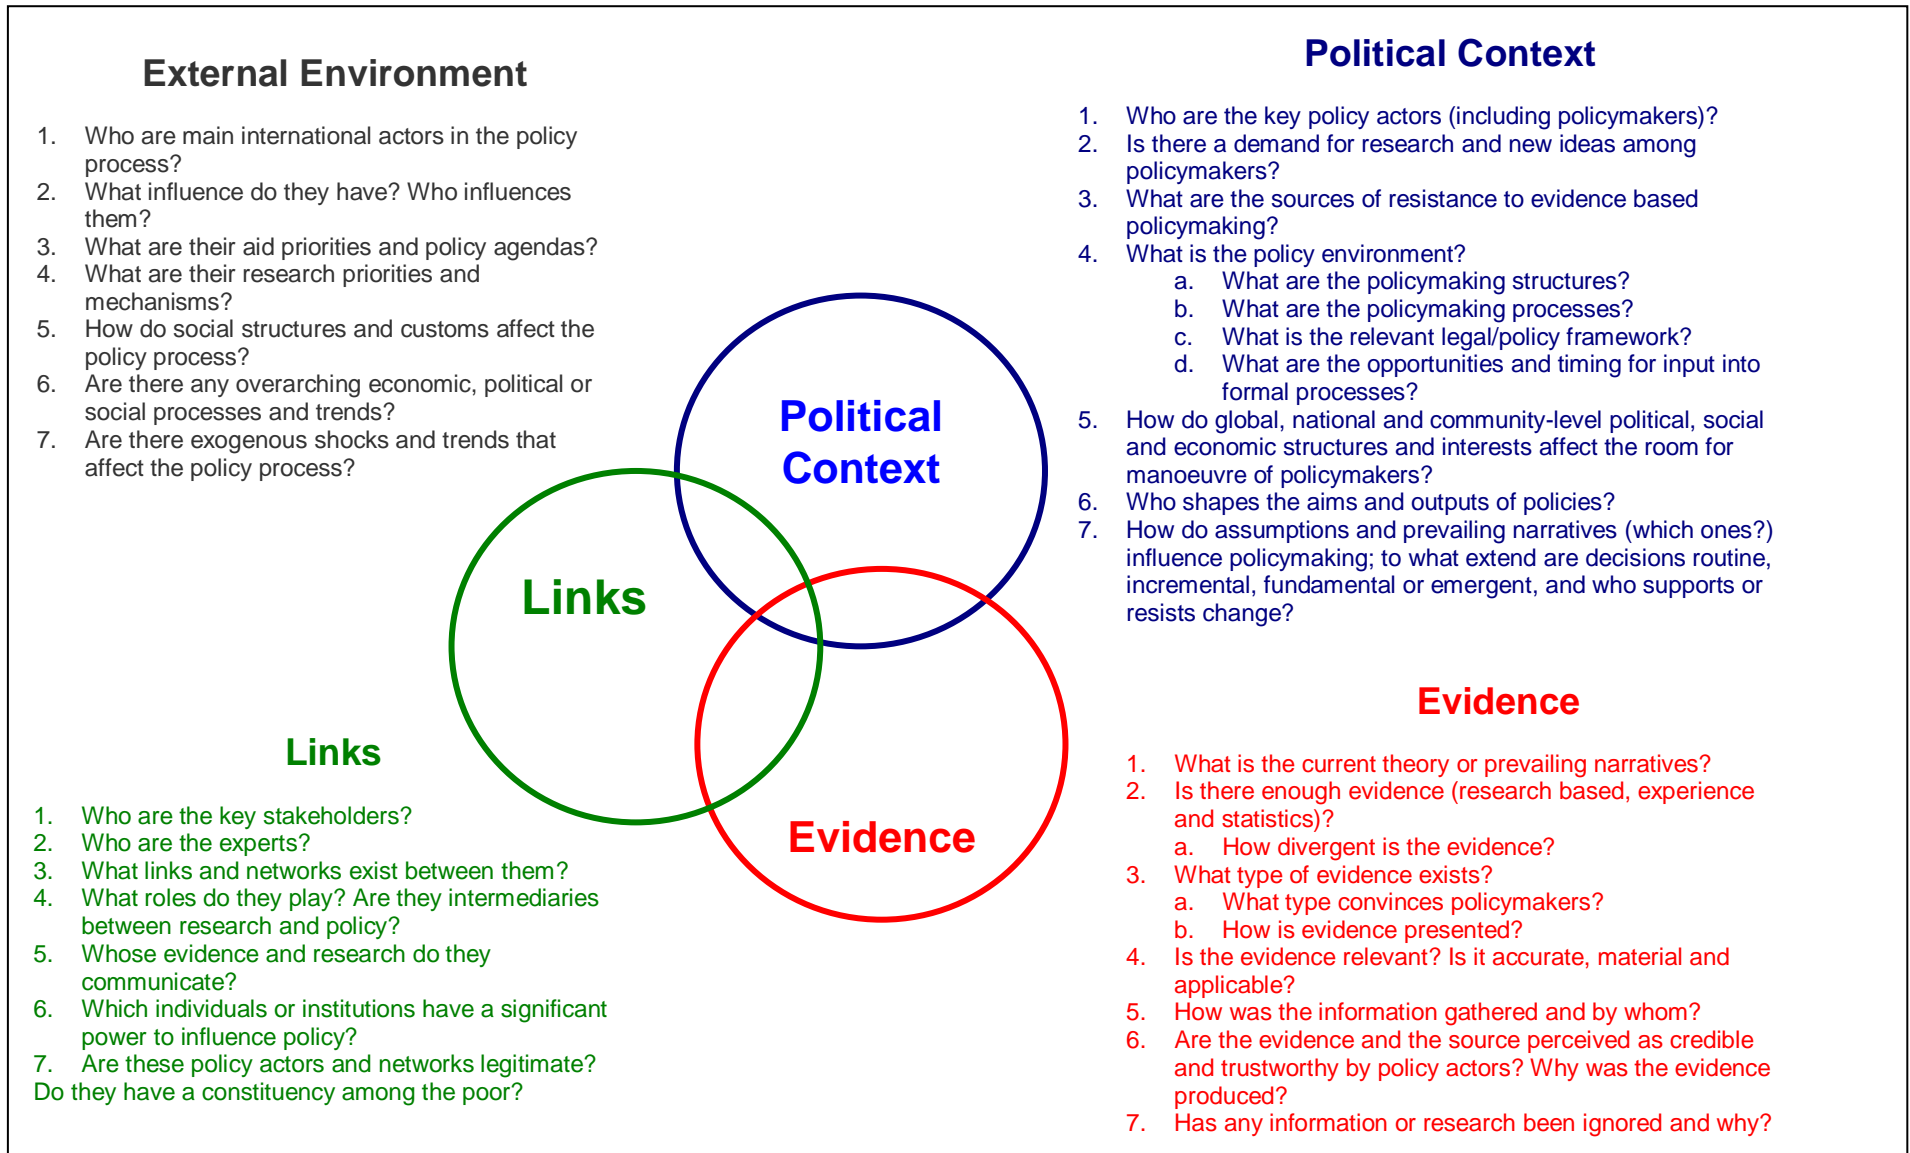 External Environment
1. Who are main international actors in the policy
process?
2. What influence do they have? Who influences
them?
3. What are their aid priorities and policy agendas?
4. What are their research priorities and
mechanisms?
5. How do social structures and customs affect the
policy process?
6. Are there any overarching economic, political or
social processes and trends?
7. Are there exogenous shocks and trends that
affect the policy process?
Political Context
1. Who are the key policy actors (including policymakers)?
2. Is there a demand for research and new ideas among
policymakers?
3. What are the sources of resistance to evidence based
policymaking?
4. What is the policy environment?
a. What are the policymaking structures?
b. What are the policymaking processes?
c. What is the relevant legal/policy framework?
d. What are the opportunities and timing for input into
formal processes?
5. How do global, national and community-level political, social
and economic structures and interests affect the room for
manoeuvre of policymakers?
6. Who shapes the aims and outputs of policies?
7. How do assumptions and prevailing narratives (which ones?)
influence policymaking; to what extend are decisions routine,
incremental, fundamental or emergent, and who supports or
resists change?
Political
Context
Links
Evidence
Links
1. Who are the key stakeholders?
2. Who are the experts?
3. What links and networks exist between them?
4. What roles do they play? Are they intermediaries
between research and policy?
5. Whose evidence and research do they
communicate?
6. Which individuals or institutions have a significant
power to influence policy?
7. Are these policy actors and networks legitimate?
Do they have a constituency among the poor?
Evidence
1. What is the current theory or prevailing narratives?
2. Is there enough evidence (research based, experience
and statistics)?
a. How divergent is the evidence?
3. What type of evidence exists?
a. What type convinces policymakers?
b. How is evidence presented?
4. Is the evidence relevant? Is it accurate, material and
applicable?
5. How was the information gathered and by whom?
6. Are the evidence and the source perceived as credible
and trustworthy by policy actors? Why was the evidence
produced?
7. Has any information or research been ignored and why?